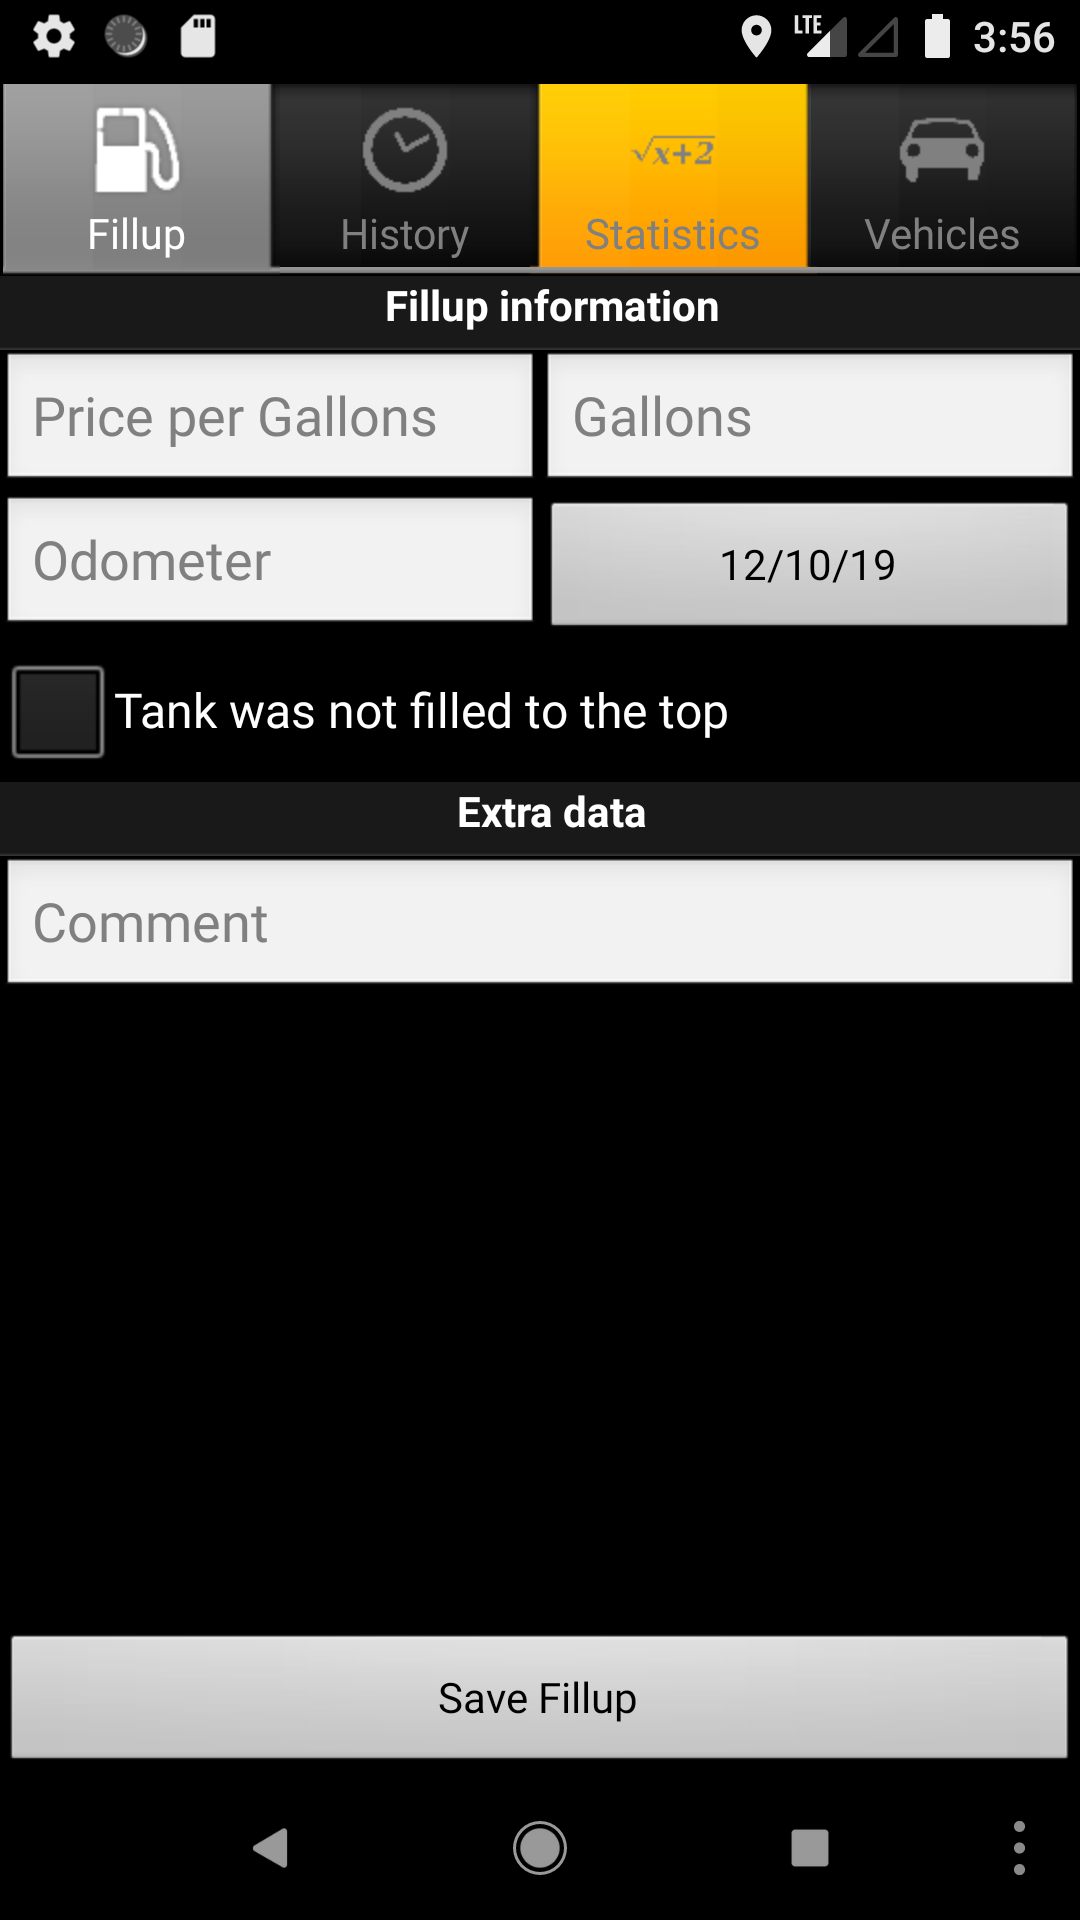 LTE 3:56
Fillup History √x+2 Statistics Vehicles
Fillup information
Price per Gallons Gallons
Odometer 12/10/19
Tank was not filled to the top
Extra data
Comment
Save Fillup